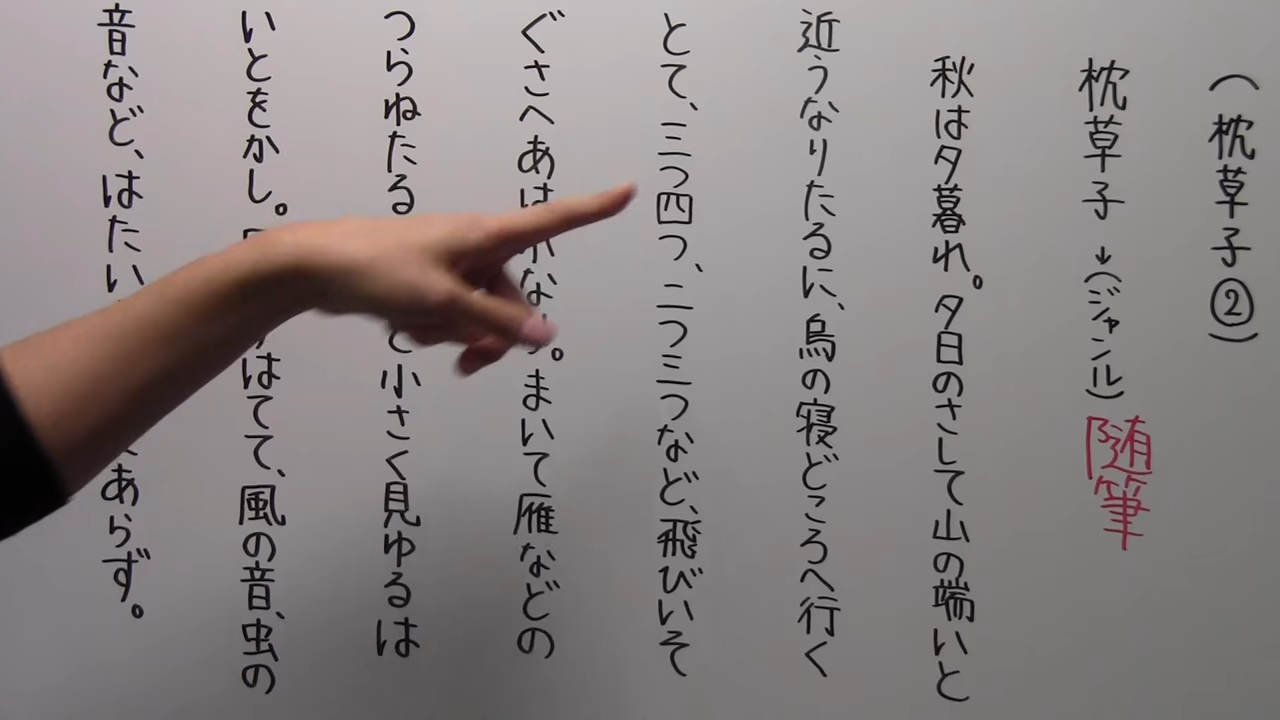 (枕草子②)
枕草子→(ジャンル)随筆
秋は夕暮れ。夕日のさして山の端いと
近うなりたるに、烏の寝どころへ行く
とて、三つ四つ、二つ三つなど、飛びいそ
ぐさへあは なり。まいて雁などの
つらねたる 小さく見ゆるは
いとをかし。 はてて、風の音、虫の
音など、はたい あらず。